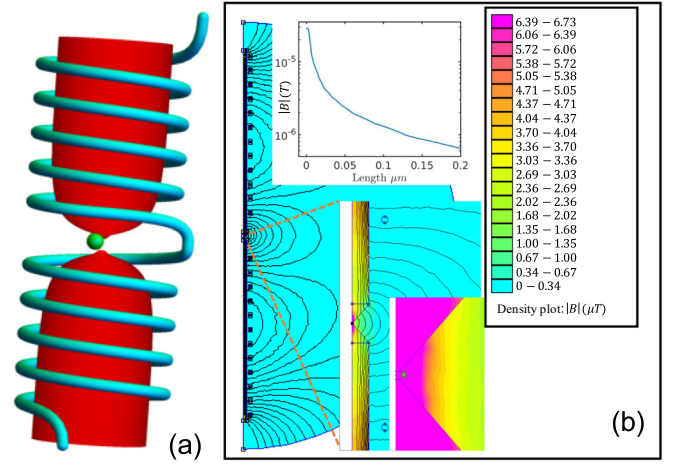 (a)
|B|(T)
10⁻⁵
10⁻⁶
0
0.05
0.1
0.15
0.2
Length μm
6.39 − 6.73
6.06 − 6.39
5.72 − 6.06
5.38 − 5.72
5.05 − 5.38
4.71 − 5.05
4.37 − 4.71
4.04 − 4.37
3.70 − 4.04
3.36 − 3.70
3.03 − 3.36
2.69 − 3.03
2.36 − 2.69
2.02 − 2.36
1.68 − 2.02
1.35 − 1.68
1.00 − 1.35
0.67 − 1.00
0.34 − 0.67
0 − 0.34
Density plot: |B| (μT)
(b)